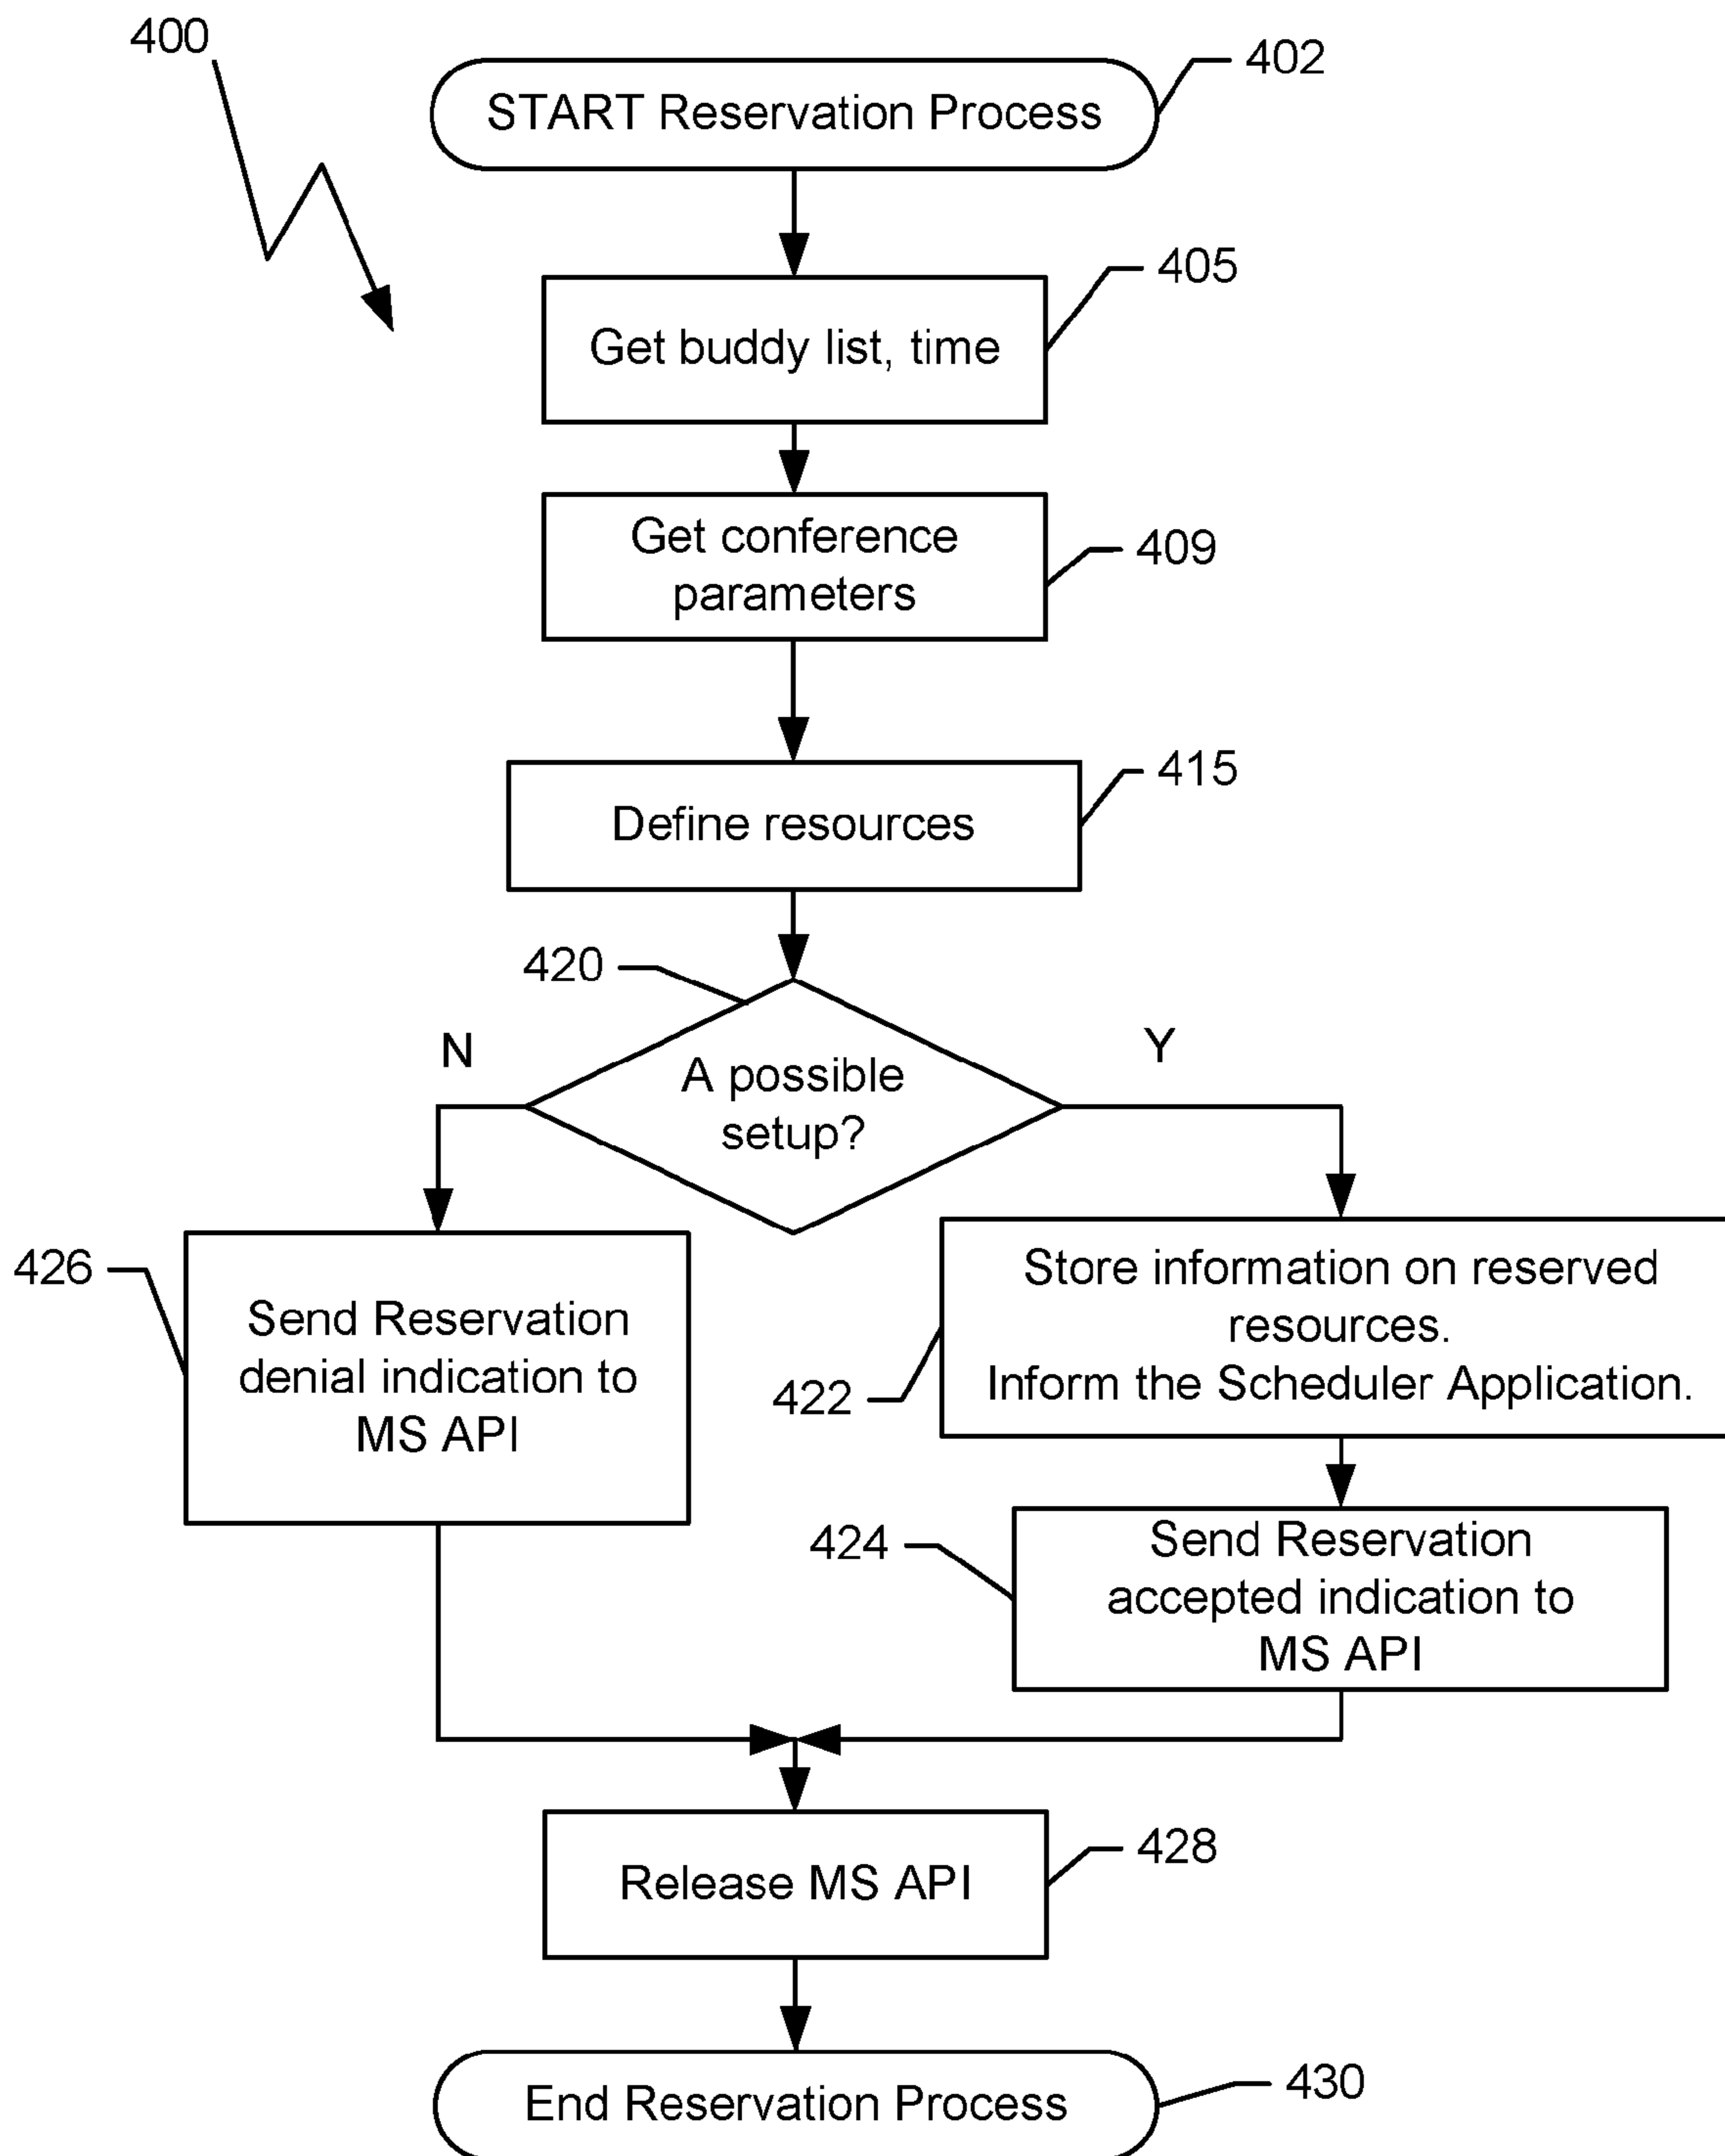 400
START Reservation Process
402
Get buddy list, time
405
Get conference
parameters
409
Define resources
415
420
A possible
setup?
N
Y
426
Send Reservation
denial indication to
MS API
Store information on reserved
resources.
Inform the Scheduler Application.
422
424
Send Reservation
accepted indication to
MS API
Release MS API
428
End Reservation Process
430